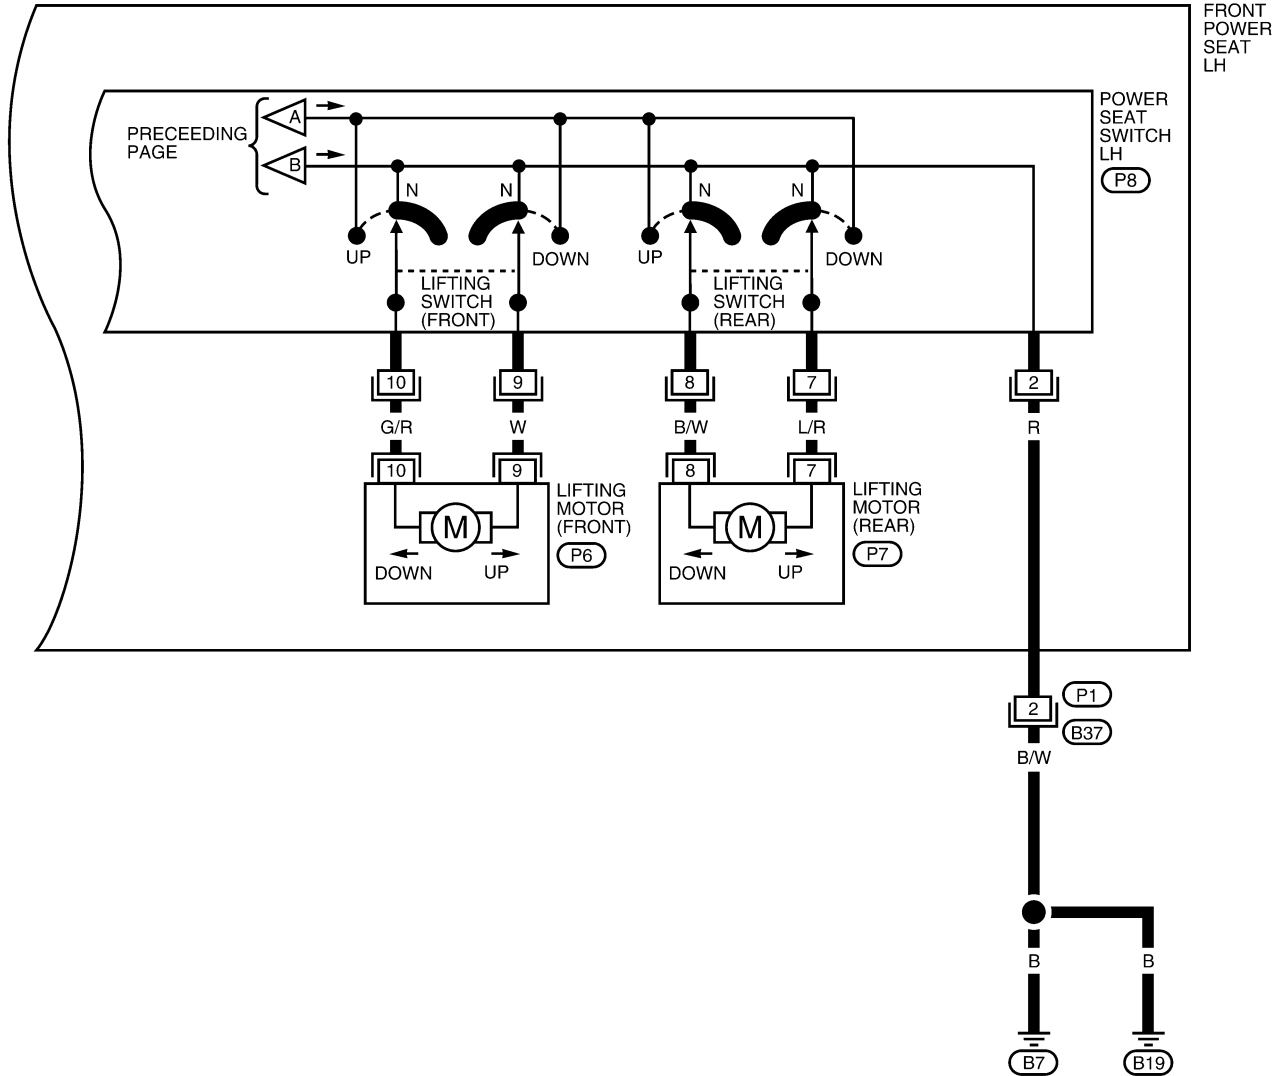 FRONT
POWER
SEAT
LH
POWER
SEAT
SWITCH
LH
P8
PRECEEDING
PAGE
A
B
N
N
N
N
UP
DOWN
UP
DOWN
LIFTING
SWITCH
(FRONT)
LIFTING
SWITCH
(REAR)
10
9
8
7
2
G/R
W
B/W
L/R
R
10
9
8
7
LIFTING
MOTOR
(FRONT)
P6
LIFTING
MOTOR
(REAR)
P7
M
M
DOWN
UP
DOWN
UP
2
P1
B37
B/W
B
B
B7
B19